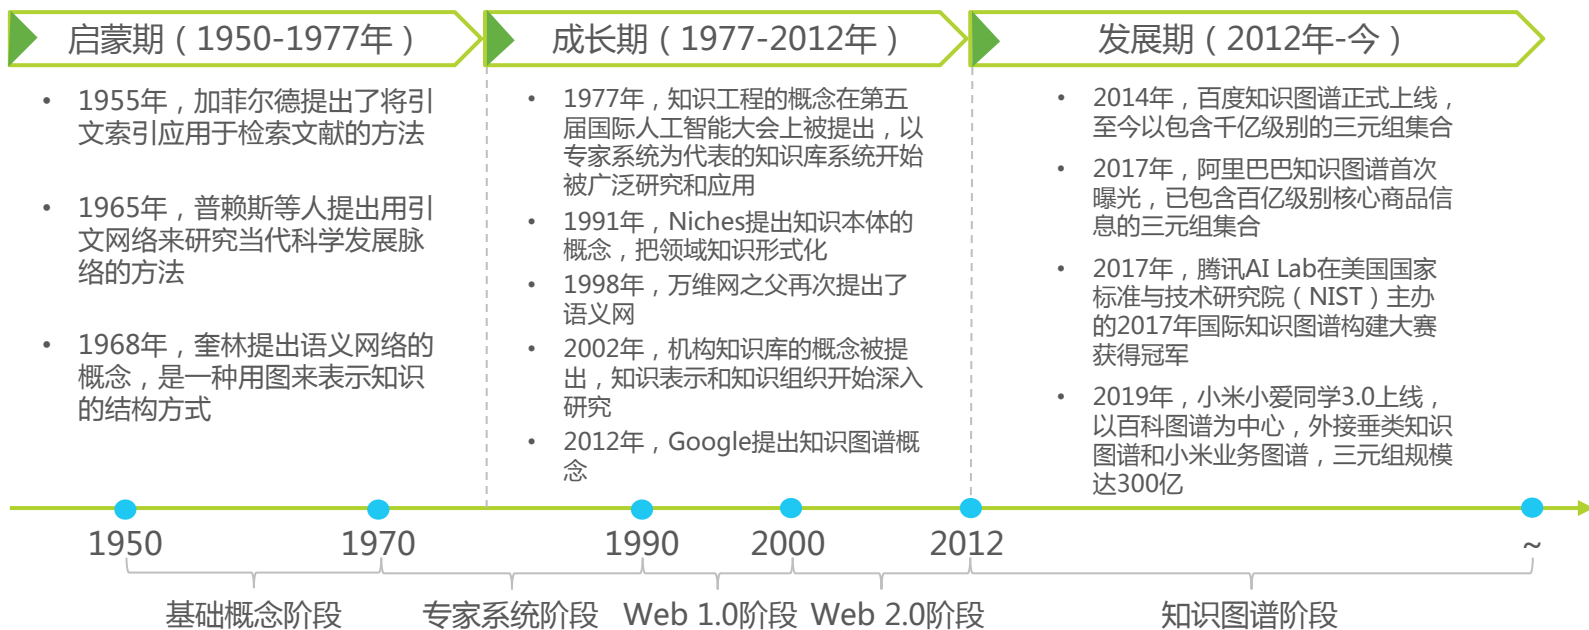 启蒙期（1950-1977年）
• 1955年，加菲尔德提出了将引
文索引应用于检索文献的方法
• 1965年，普赖斯等人提出用引
文网络来研究当代科学发展脉
络的方法
• 1968年，奎林提出语义网络的
概念，是一种用图来表示知识
的结构方式
成长期（1977-2012年）
• 1977年，知识工程的概念在第五
届国际人工智能大会上被提出，以
专家系统为代表的知识库系统开始
被广泛研究和应用
• 1991年，Niches提出知识本体的
概念，把领域知识形式化
• 1998年，万维网之父再次提出了
语义网
• 2002年，机构知识库的概念被提
出，知识表示和知识组织开始深入
研究
• 2012年，Google提出知识图谱概
念
发展期（2012年-今）
• 2014年，百度知识图谱正式上线，
至今以包含千亿级别的三元组集合
• 2017年，阿里巴巴知识图谱首次
曝光，已包含百亿级别核心商品信
息的三元组集合
• 2017年，腾讯AI Lab在美国国家
标准与技术研究院（NIST）主办
的2017年国际知识图谱构建大赛
获得冠军
• 2019年，小米小爱同学3.0上线，
以百科图谱为中心，外接垂类知识
图谱和小米业务图谱，三元组规模
达300亿
1950
1970
1990
2000
2012
~
基础概念阶段
专家系统阶段
Web 1.0阶段
Web 2.0阶段
知识图谱阶段